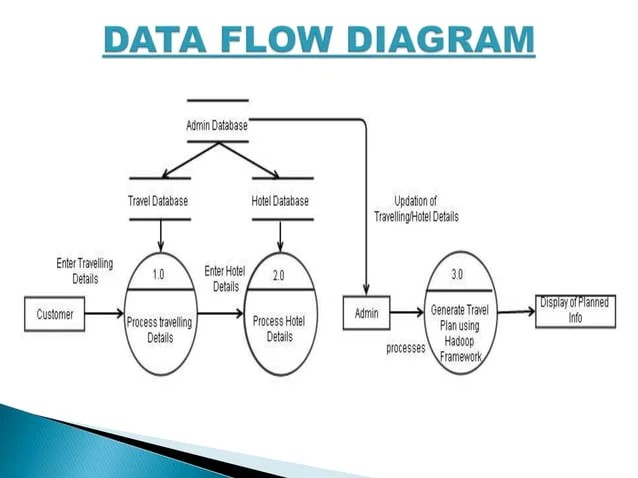 DATA FLOW DIAGRAM
Admin Database
Travel Database
Hotel Database
Updation of
Travelling/Hotel Details
Enter Travelling
Details
1.0
Enter Hotel
Details
2.0
3.0
Customer
Process travelling
Details
Process Hotel
Details
Admin
processes
Generate Travel
Plan using
Hadoop
Framework
Display of Planned
Info